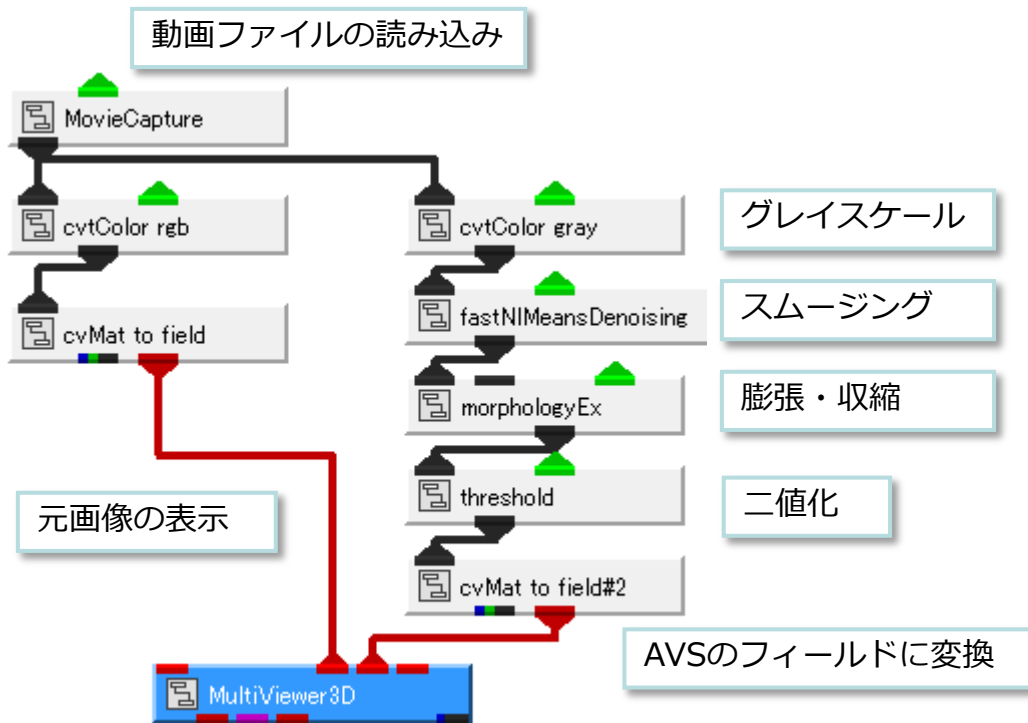 動画ファイルの読み込み
MovieCapture
cvtColor rgb
cvtColor gray
グレイスケール
fastNlMeansDenoising
スムージング
cvMat to field
morphologyEx
膨張・収縮
threshold
二値化
元画像の表示
cvMat to field#2
AVSのフィールドに変換
MultiViewer3D